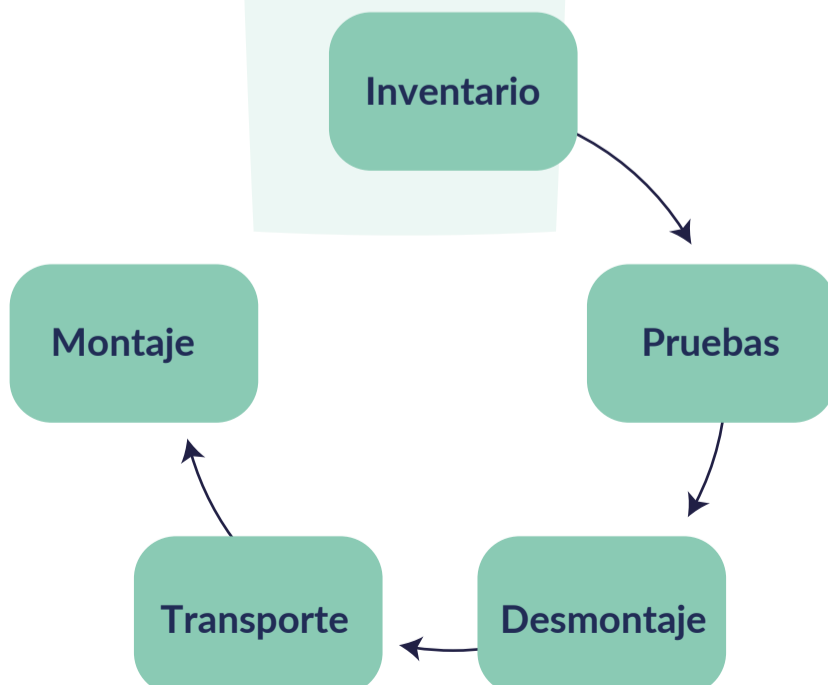 Inventario
Pruebas
Desmontaje
Transporte
Montaje